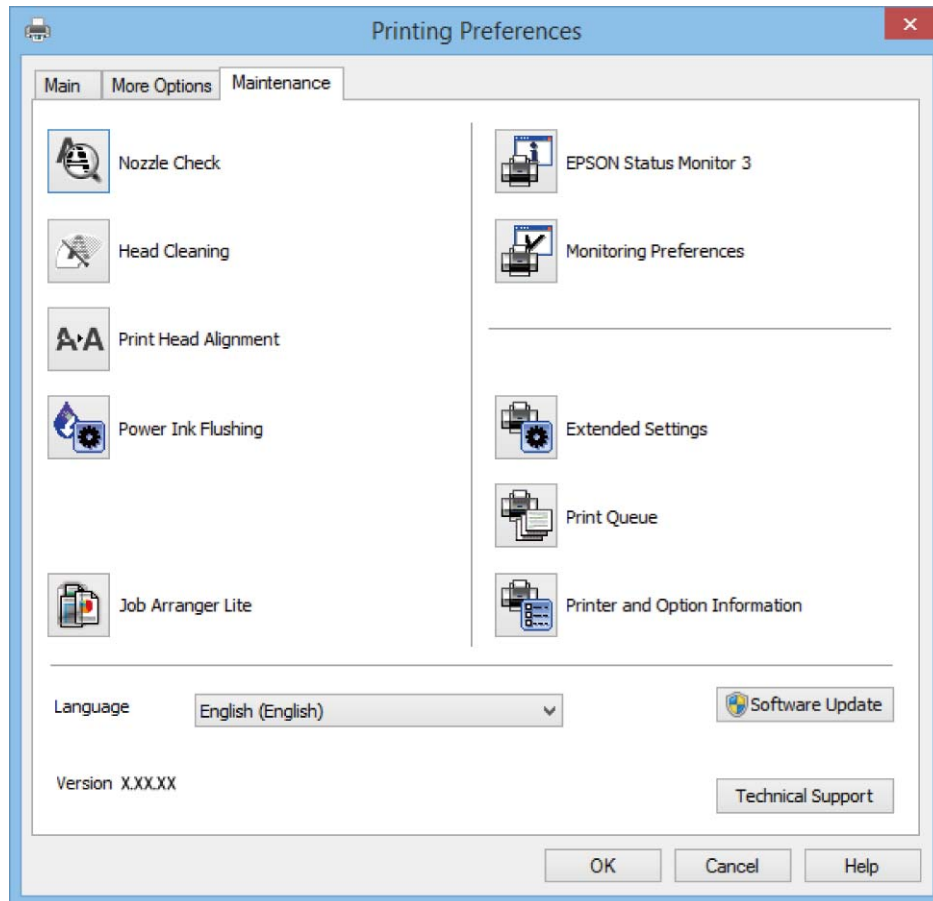 Printing Preferences
Main
More Options
Maintenance
Nozzle Check
Head Cleaning
Print Head Alignment
Power Ink Flushing
Job Arranger Lite
EPSON Status Monitor 3
Monitoring Preferences
Extended Settings
Print Queue
Printer and Option Information
Language
English (English)
Software Update
Version X.XX.XX
Technical Support
OK
Cancel
Help